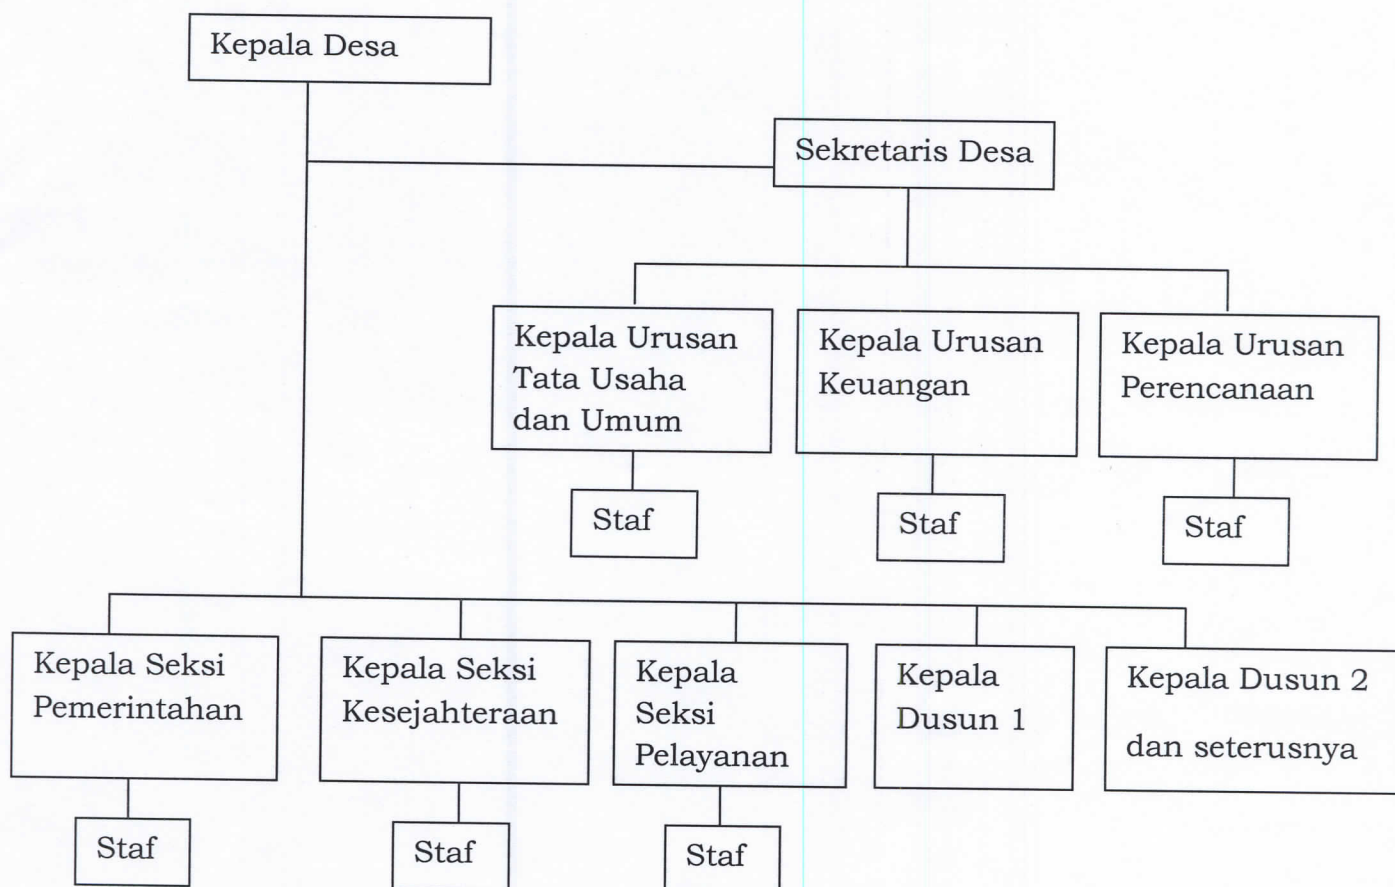 Kepala Desa
Sekretaris Desa
Kepala Urusan
Tata Usaha
dan Umum
Kepala Urusan
Keuangan
Kepala Urusan
Perencanaan
Staf
Staf
Staf
Kepala Seksi
Pemerintahan
Kepala Seksi
Kesejahteraan
Kepala
Seksi
Pelayanan
Kepala
Dusun 1
Kepala Dusun 2
dan seterusnya
Staf
Staf
Staf